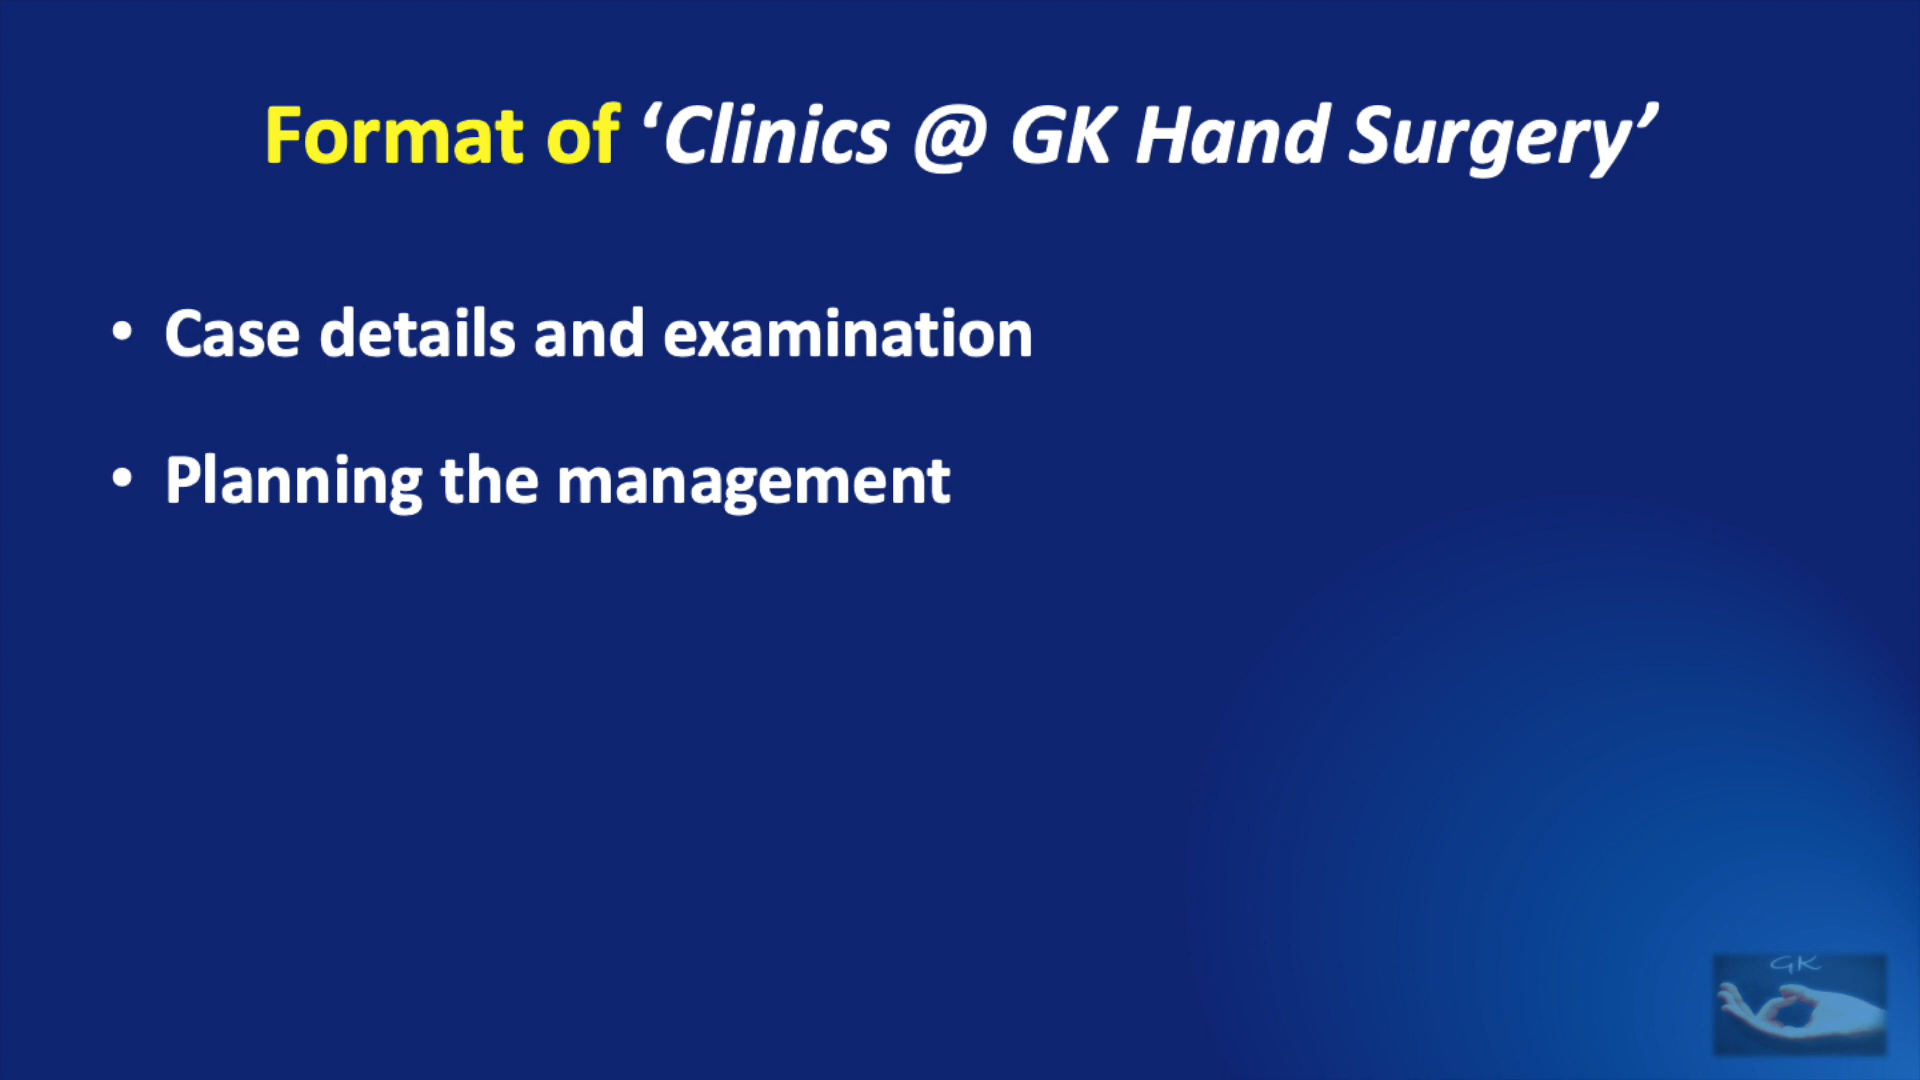 Format of ‘Clinics @ GK Hand Surgery’
• Case details and examination
• Planning the management
GK